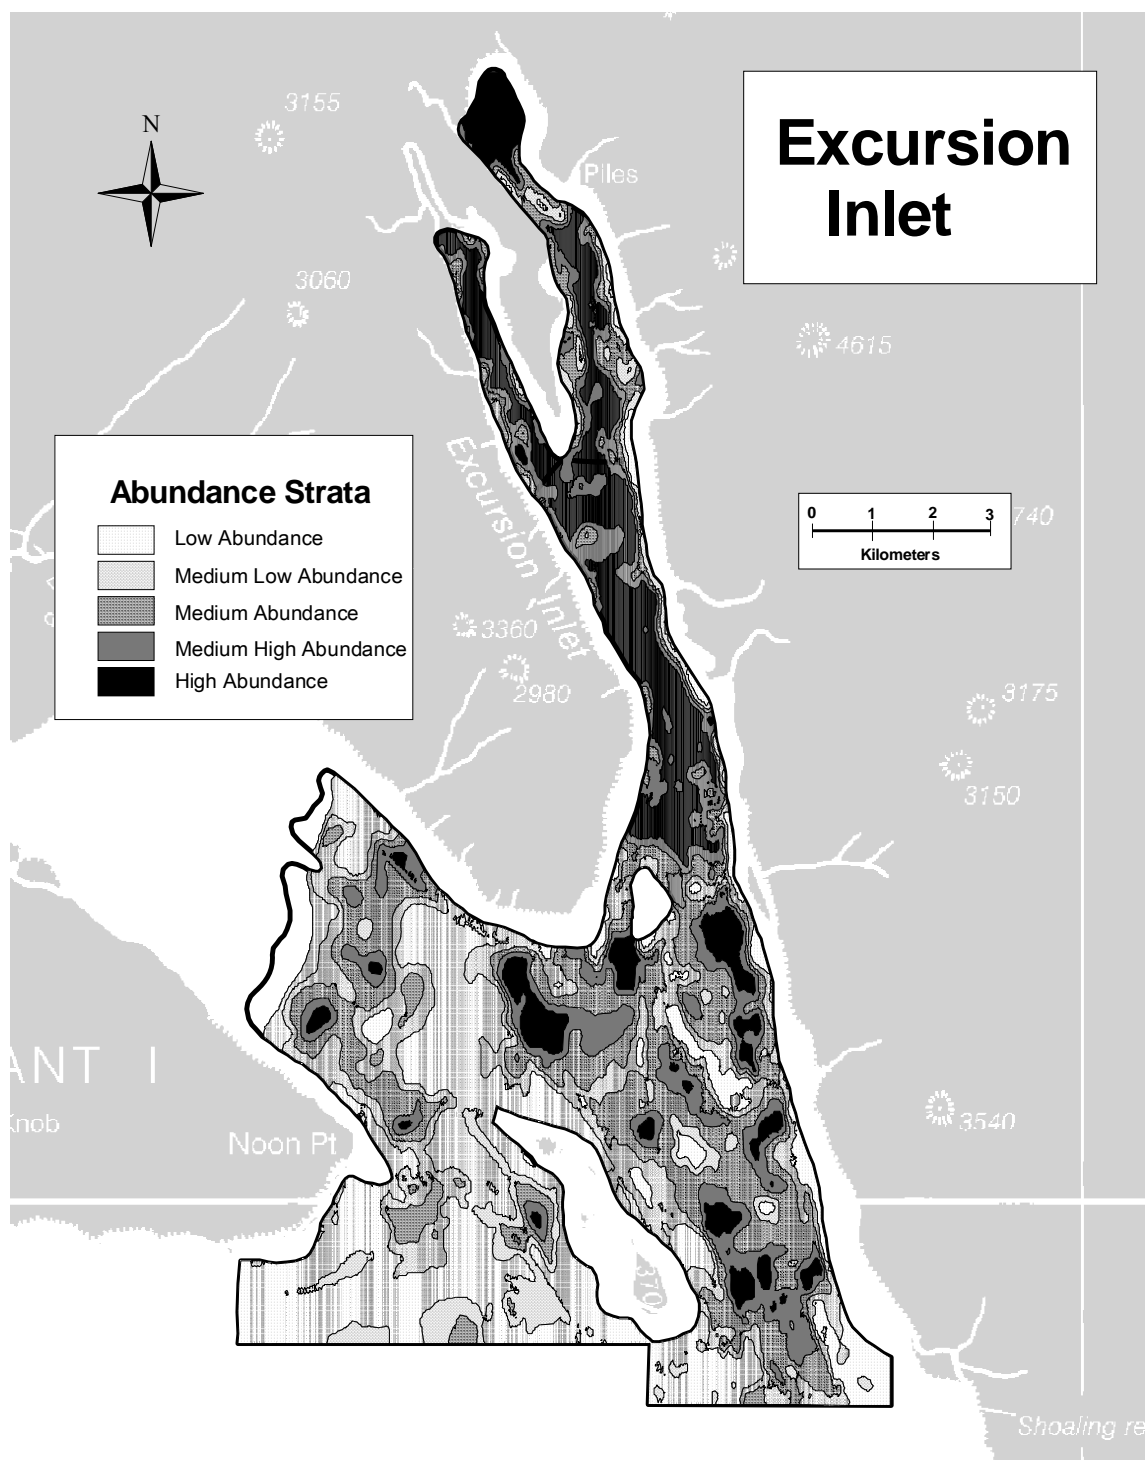 3155
N
Excursion
Inlet
Piles
3060
4615
Excursion Inlet
Abundance Strata
Low Abundance
Medium Low Abundance
Medium Abundance
Medium High Abundance
High Abundance
0 1 2 3
Kilometers
740
3360
2980
3175
3150
ANT I
Knob
Noon Pt
3540
370
Shoaling re